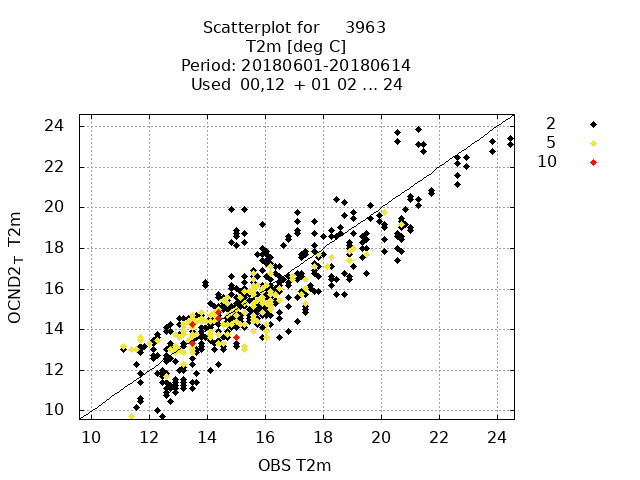 Scatterplot for 3963
T2m [deg C]
Period: 20180601-20180614
Used 00,12 + 01 02 ... 24
2
5
10
24
22
20
18
16
14
12
10
OCND2_T T2m
10 12 14 16 18 20 22 24
OBS T2m